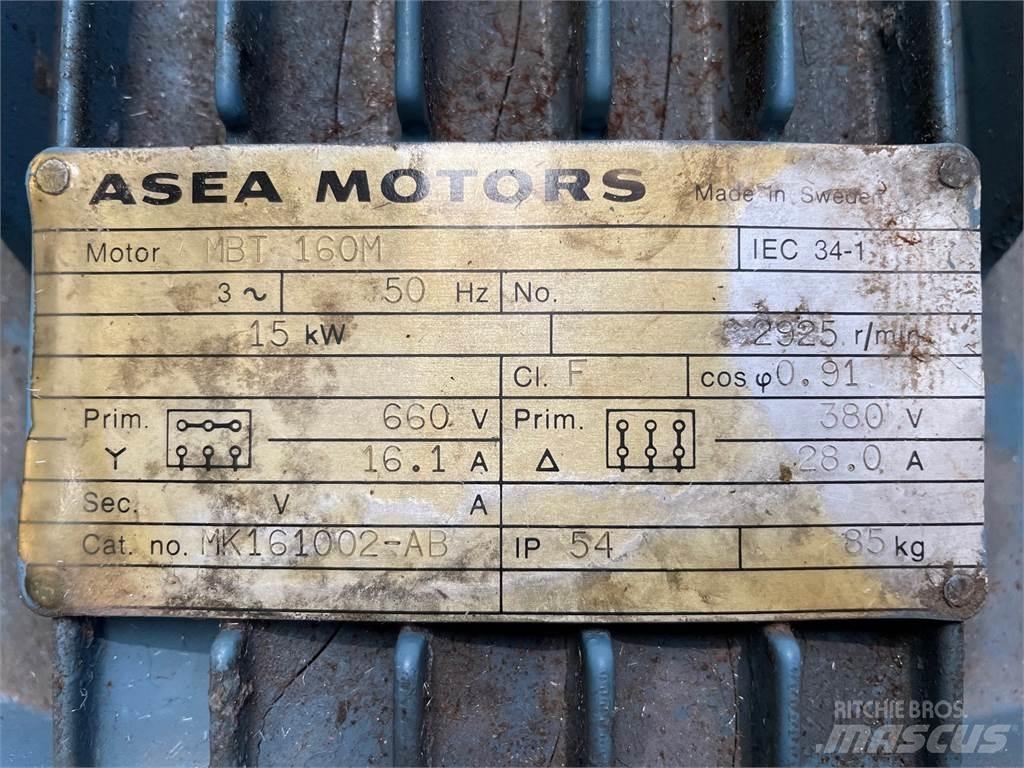 ASEA MOTORS Made in Sweden
Motor MBT 160M IEC 34-1
3 ~ 50 Hz No.
15 kW 2925 r/min
Cl. F cos φ 0.91
Prim. 660 V Prim. 380 V
Y 16.1 A Δ 28.0 A
Sec. V A
Cat. no. MK161002-AB IP 54 85 kg
RITCHIE BROS.
MASCUS